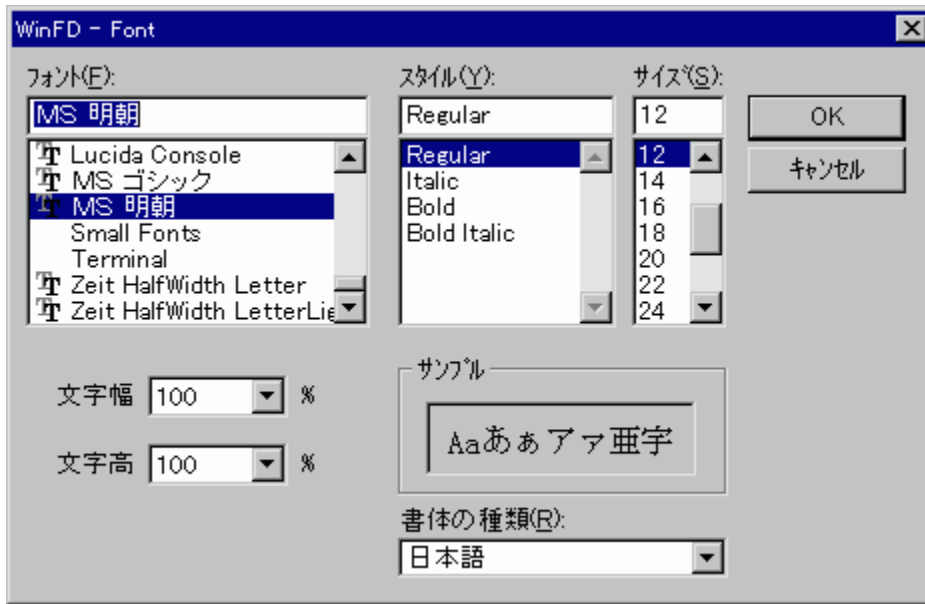 WinFD - Font
ﾌｫﾝﾄ(F):
MS 明朝
Lucida Console
MS ゴシック
MS 明朝
Small Fonts
Terminal
Zeit HalfWidth Letter
Zeit HalfWidth LetterLig
ｽﾀｲﾙ(Y):
Regular
Regular
Italic
Bold
Bold Italic
ｻｲｽﾞ(S):
12
12
14
16
18
20
22
24
OK
ｷｬﾝｾﾙ
文字幅 100 %
文字高 100 %
ｻﾝﾌﾟﾙ
Aaあぁアァ亜宇
書体の種類(R):
日本語